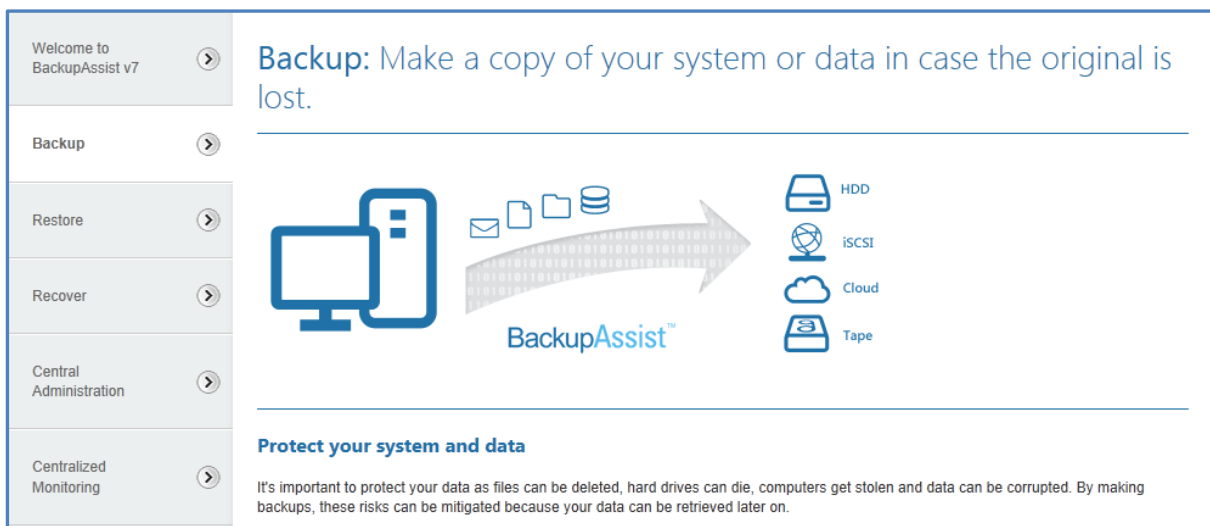 Welcome to
BackupAssist v7
Backup
Restore
Recover
Central
Administration
Centralized
Monitoring
Backup: Make a copy of your system or data in case the original is
lost.
HDD
iSCSI
Cloud
Tape
BackupAssist™
Protect your system and data
It's important to protect your data as files can be deleted, hard drives can die, computers get stolen and data can be corrupted. By making
backups, these risks can be mitigated because your data can be retrieved later on.